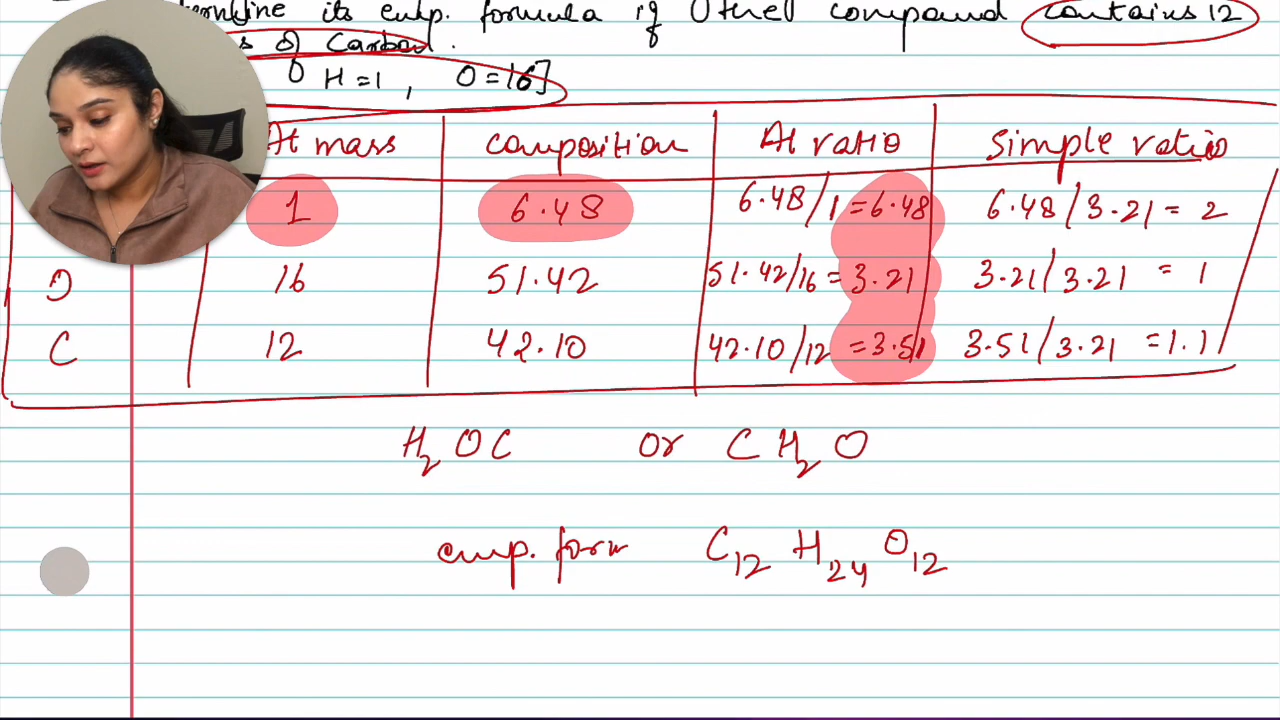 its emp. formula if Other compound contains 12
of Carbon.
H = 1, O = 16]
At mass composition At ratio simple ratio
1 6.48 6.48/1 = 6.48 6.48/3.21 = 2
O 16 51.42 51.42/16 = 3.21 3.21/3.21 = 1
C 12 42.10 42.10/12 = 3.51 3.51/3.21 = 1.1
H2OC or CH2O
emp. form C12 H24 O12